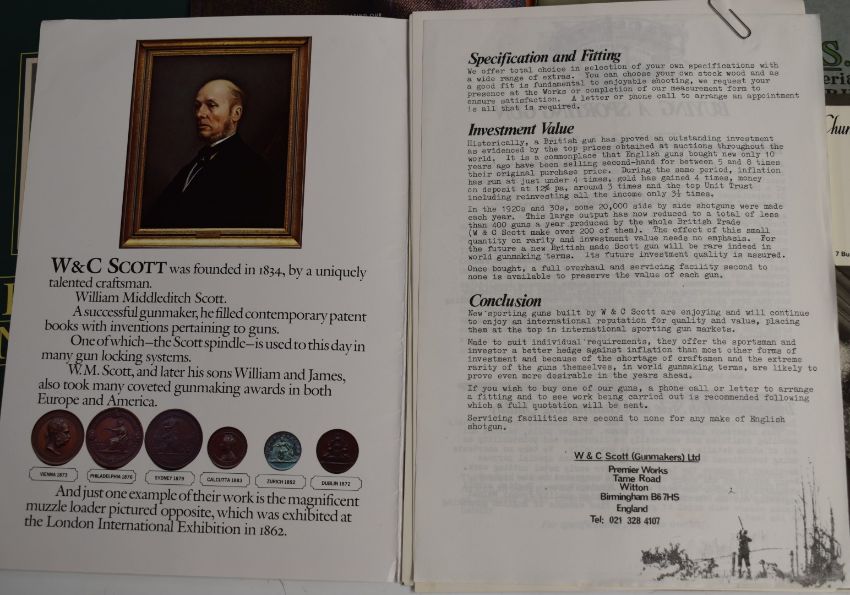 W & C SCOTT was founded in 1834, by a uniquely
talented craftsman.
William Middleditch Scott.
A successful gunmaker, he filled contemporary patent
books with inventions pertaining to guns.
One of which—the Scott spindle—is used to this day in
many gun locking systems.
W. M. Scott, and later his sons William and James,
also took many coveted gunmaking awards in both
Europe and America.
VIENNA 1873
PHILADELPHIA 1876
SYDNEY 1879
CALCUTTA 1883
ZURICH 1892
DUBLIN 1872
And just one example of their work is the magnificent
muzzle loader pictured opposite, which was exhibited at
the London International Exhibition in 1862.
Specification and Fitting
We offer total choice in selection of your own specifications with
a wide range of extras. You can choose your own stock wood and as
a good fit is fundamental to enjoyable shooting, we request your
presence at the Works or completion of our measurement form to
ensure satisfaction. A letter or phone call to arrange an appointment
is all that is required.
Investment Value
Historically, a British gun has proved an outstanding investment
as evidenced by the top prices obtained at auctions throughout the
world. It is a commonplace that English guns bought new only 10
years ago have been selling second-hand for between 5 and 8 times
their original purchase price. During the same period, inflation
has run at just under 4 times, gold has gained 4 times, money
on deposit at 12% pa, around 3 times and the top Unit Trust
including reinvesting all the income only 3½ times.
In the 1920s and 30s, some 20,000 side by side shotguns were made
each year. This large output has now reduced to a total of less
than 400 guns a year produced by the whole British Trade
(W & C Scott make over 200 of them). The effect of this small
quantity on rarity and investment value needs no emphasis. For
the future a new British made Scott gun will be rare indeed in
world gunmaking terms. Its future investment quality is assured.
Once bought, a full overhaul and servicing facility second to
none is available to preserve the value of each gun.
Conclusion
New sporting guns built by W & C Scott are enjoying and will continue
to enjoy an international reputation for quality and value, placing
them at the top in international sporting gun markets.
Made to suit individual requirements, they offer the sportsman and
investor a better hedge against inflation than most other forms of
investment and because of the shortage of craftsmen and the extreme
rarity of the guns themselves, in world gunmaking terms, are likely to
prove even more desirable in the years ahead.
If you wish to buy one of our guns, a phone call or letter to arrange
a fitting and to see work being carried out is recommended following
which a full quotation will be sent.
Servicing facilities are second to none for any make of English
shotgun.
W & C Scott (Gunmakers) Ltd
Premier Works
Tame Road
Witton
Birmingham B6 7HS
England
Tel: 021 328 4107